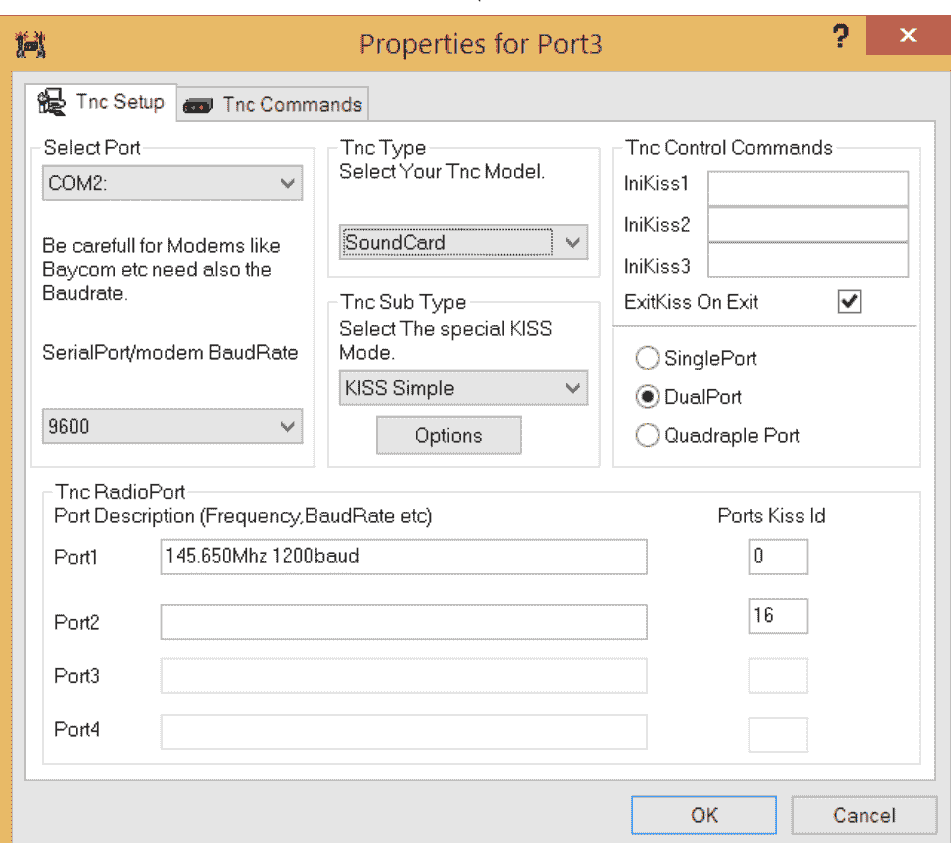 Properties for Port3
?
Tnc Setup
Tnc Commands
Select Port
COM2:
Be carefull for Modems like
Baycom etc need also the
Baudrate.
SerialPort/modem BaudRate
9600
Tnc Type
Select Your Tnc Model.
SoundCard
Tnc Sub Type
Select The special KISS
Mode.
KISS Simple
Options
Tnc Control Commands
IniKiss1
IniKiss2
IniKiss3
ExitKiss On Exit
SinglePort
DualPort
Quadraple Port
Tnc RadioPort
Port Description (Frequency,BaudRate etc)
Ports Kiss Id
Port1
145.650Mhz 1200baud
0
Port2
16
Port3
Port4
OK
Cancel